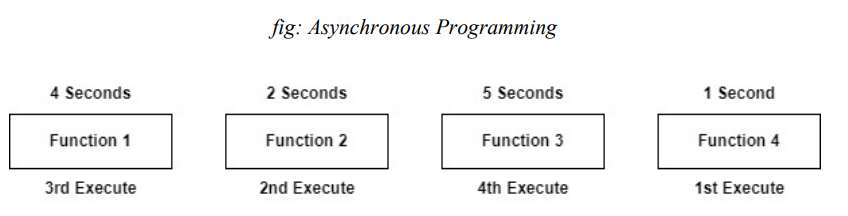 fig: Asynchronous Programming
4 Seconds 2 Seconds 5 Seconds 1 Second
Function 1 Function 2 Function 3 Function 4
3rd Execute 2nd Execute 4th Execute 1st Execute